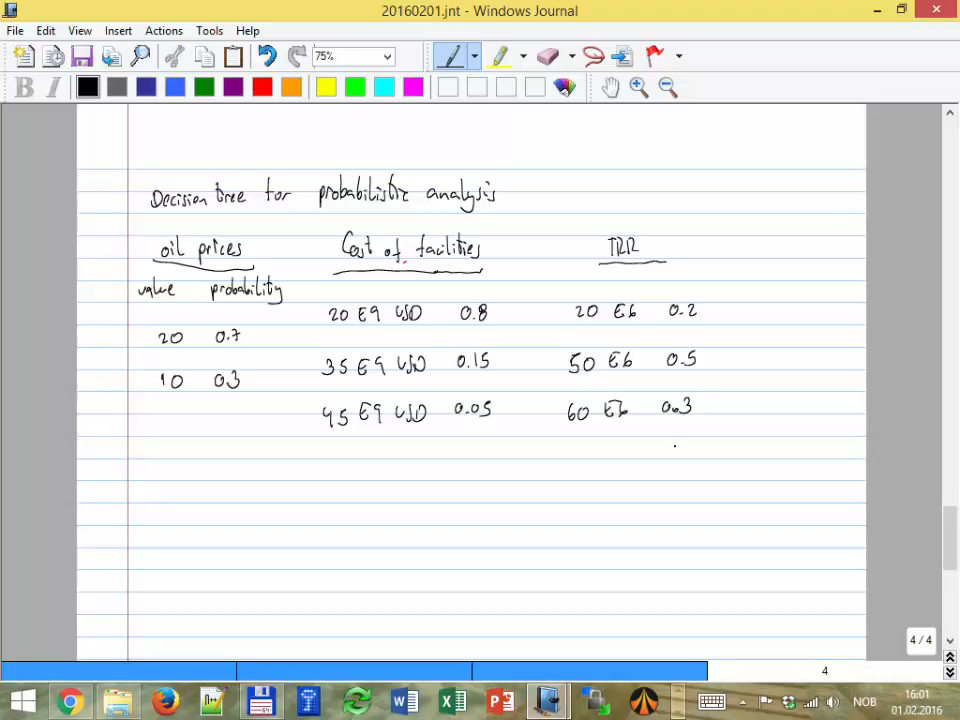 20160201.jnt - Windows Journal
File Edit View Insert Actions Tools Help
75%
B I
Decision tree for probabilistic analysis
oil prices Cost of facilities TRR
value probability
20 E9 USD 0.8 20 E6 0.2
20 0.7
35 E9 USD 0.15 50 E6 0.5
10 0.3
45 E9 USD 0.05 60 E6 0.3
4 / 4
4
NOB
16:01
01.02.2016